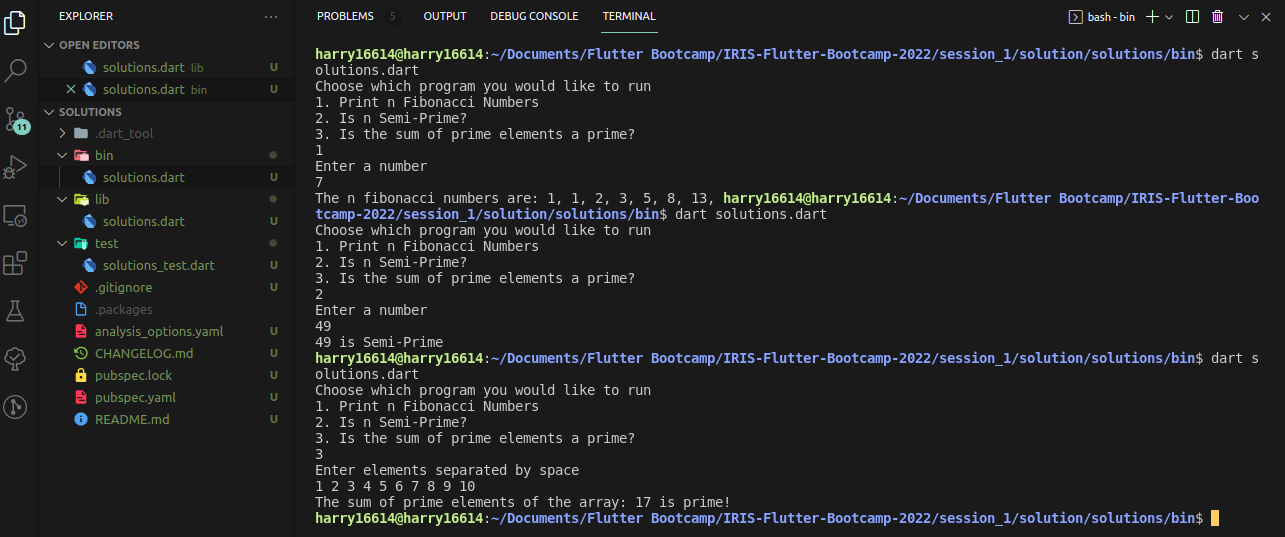 EXPLORER
OPEN EDITORS
solutions.dart lib U
solutions.dart bin U
SOLUTIONS
.dart_tool
bin
solutions.dart U
lib
solutions.dart U
test
solutions_test.dart U
.gitignore U
.packages
analysis_options.yaml U
CHANGELOG.md U
pubspec.lock U
pubspec.yaml U
README.md U
11
PROBLEMS 5 OUTPUT DEBUG CONSOLE TERMINAL
bash - bin
harry16614@harry16614:~/Documents/Flutter Bootcamp/IRIS-Flutter-Bootcamp-2022/session_1/solution/solutions/bin$ dart s
olutions.dart
Choose which program you would like to run
1. Print n Fibonacci Numbers
2. Is n Semi-Prime?
3. Is the sum of prime elements a prime?
1
Enter a number
7
The n fibonacci numbers are: 1, 1, 2, 3, 5, 8, 13, harry16614@harry16614:~/Documents/Flutter Bootcamp/IRIS-Flutter-Boo
tcamp-2022/session_1/solution/solutions/bin$ dart solutions.dart
Choose which program you would like to run
1. Print n Fibonacci Numbers
2. Is n Semi-Prime?
3. Is the sum of prime elements a prime?
2
Enter a number
49
49 is Semi-Prime
harry16614@harry16614:~/Documents/Flutter Bootcamp/IRIS-Flutter-Bootcamp-2022/session_1/solution/solutions/bin$ dart s
olutions.dart
Choose which program you would like to run
1. Print n Fibonacci Numbers
2. Is n Semi-Prime?
3. Is the sum of prime elements a prime?
3
Enter elements separated by space
1 2 3 4 5 6 7 8 9 10
The sum of prime elements of the array: 17 is prime!
harry16614@harry16614:~/Documents/Flutter Bootcamp/IRIS-Flutter-Bootcamp-2022/session_1/solution/solutions/bin$